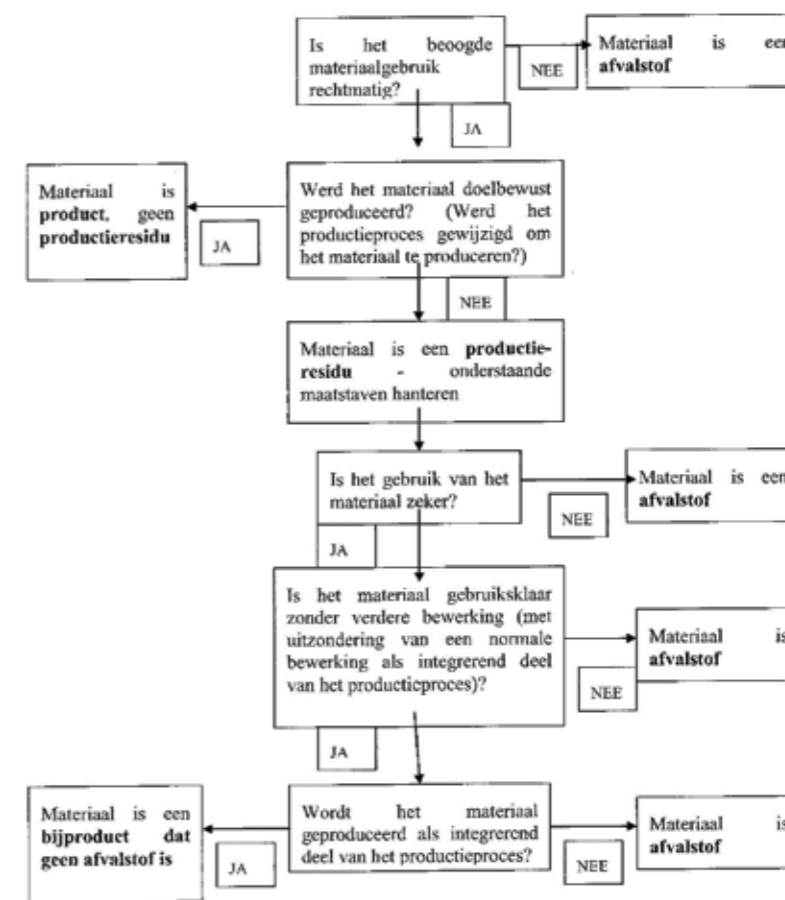 Is het beoogde
materiaalgebruik
rechtmatig?
NEE
Materiaal is een
afvalstof
JA
Werd het materiaal doelbewust
geproduceerd? (Werd het
productieproces gewijzigd om
het materiaal te produceren?)
JA
Materiaal is
product, geen
productieresidu
NEE
Materiaal is een productie-
residu - onderstaande
maatstaven hanteren
Is het gebruik van het
materiaal zeker?
NEE
Materiaal is een
afvalstof
JA
Is het materiaal gebruiksklaar
zonder verdere bewerking (met
uitzondering van een normale
bewerking als integrerend deel
van het productieproces)?
NEE
Materiaal is
afvalstof
JA
Wordt het materiaal
geproduceerd als integrerend
deel van het productieproces?
JA
Materiaal is een
bijproduct dat
geen afvalstof is
NEE
Materiaal is
afvalstof